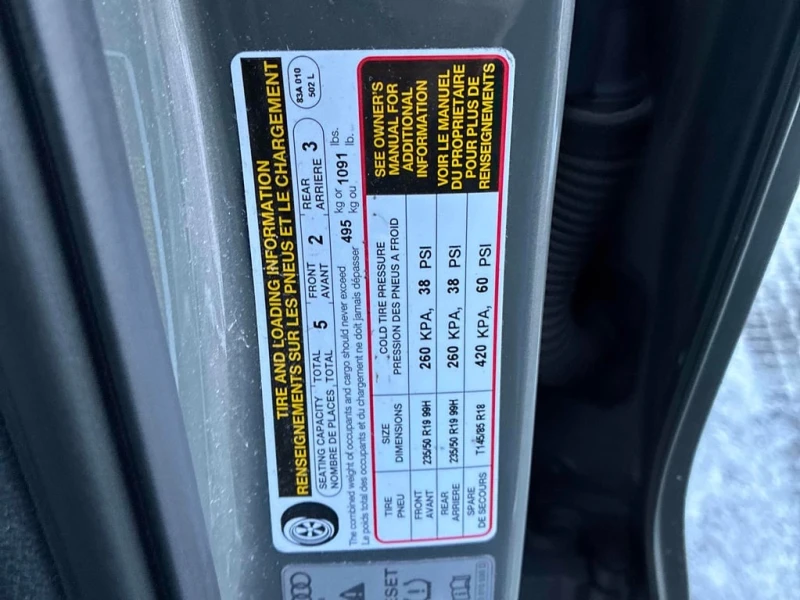 TIRE AND LOADING INFORMATION
RENSEIGNEMENTS SUR LES PNEUS ET LE CHARGEMENT
83A 010
502 L
SEATING CAPACITY TOTAL 5 FRONT 2 REAR 3
NOMBRE DE PLACES TOTAL AVANT ARRIERE
The combined weight of occupants and cargo should never exceed 495 kg or 1091 lbs.
Le poids total des occupants et du chargement ne doit jamais dépasser kg ou lb.
TIRE SIZE COLD TIRE PRESSURE
PNEU DIMENSIONS PRESSION DES PNEUS A FROID
FRONT
AVANT 235/50 R19 99H 260 KPA, 38 PSI
REAR
ARRIERE 235/50 R19 99H 260 KPA, 38 PSI
SPARE
DE SECOURS T145/85 R18 420 KPA, 60 PSI
SEE OWNER'S
MANUAL FOR
ADDITIONAL
INFORMATION
VOIR LE MANUEL
DU PROPRIETAIRE
POUR PLUS DE
RENSEIGNEMENTS